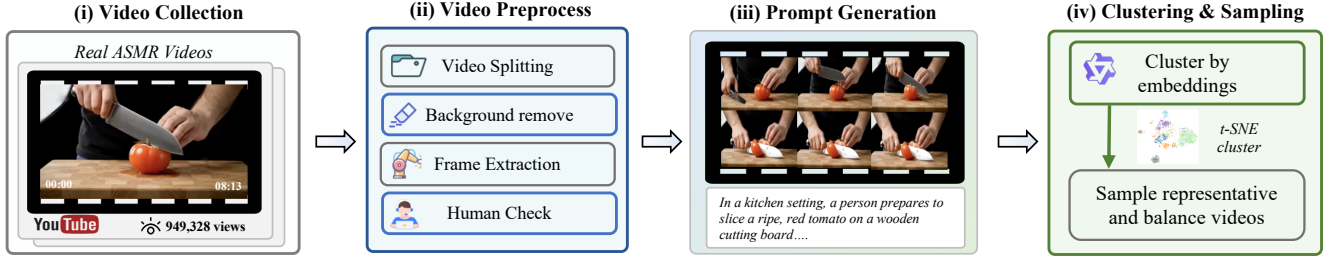 (i) Video Collection
Real ASMR Videos
00:00
08:13
YouTube
949,328 views
(ii) Video Preprocess
Video Splitting
Background remove
Frame Extraction
Human Check
(iii) Prompt Generation
In a kitchen setting, a person prepares to
slice a ripe, red tomato on a wooden
cutting board….
(iv) Clustering & Sampling
Cluster by
embeddings
t-SNE
cluster
Sample representative
and balance videos